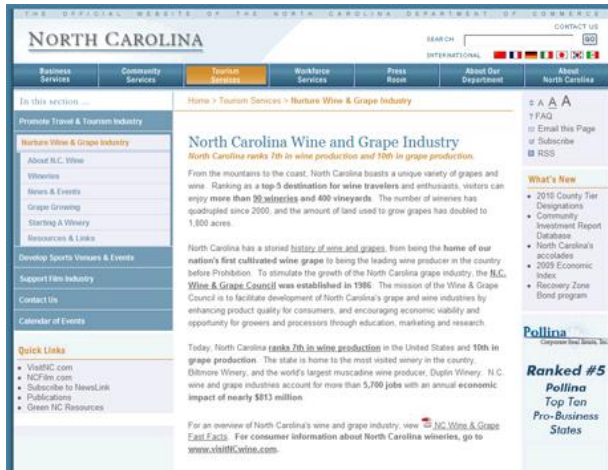 THE OFFICIAL WEBSITE OF THE NORTH CAROLINA DEPARTMENT OF COMMERCE
CONTACT US
NORTH CAROLINA
SEARCH
GO
INTERNATIONAL
Business Services
Community Services
Tourism Services
Workforce Services
Press Room
About Our Department
About North Carolina
In this section ...
Promote Travel & Tourism Industry
Nurture Wine & Grape Industry
About N.C. Wine
Wineries
News & Events
Grape Growing
Starting A Winery
Resources & Links
Develop Sports Venues & Events
Support Film Industry
Contact Us
Calendar of Events
Quick Links
VisitNC.com
NCFilm.com
Subscribe to NewsLink
Publications
Green NC Resources
Home > Tourism Services > Nurture Wine & Grape Industry
North Carolina Wine and Grape Industry
North Carolina ranks 7th in wine production and 10th in grape production.
From the mountains to the coast, North Carolina boasts a unique variety of grapes and
wine. Ranking as a top-5 destination for wine travelers and enthusiasts, visitors can
enjoy more than 90 wineries and 400 vineyards. The number of wineries has
quadrupled since 2000, and the amount of land used to grow grapes has doubled to
1,800 acres.
North Carolina has a storied history of wine and grapes, from being the home of our
nation's first cultivated wine grape to being the leading wine producer in the country
before Prohibition. To stimulate the growth of the North Carolina grape industry, the N.C.
Wine & Grape Council was established in 1986. The mission of the Wine & Grape
Council is to facilitate development of North Carolina's grape and wine industries by
enhancing product quality for consumers, and encouraging economic viability and
opportunity for growers and processors through education, marketing and research.
Today, North Carolina ranks 7th in wine production in the United States and 10th in
grape production. The state is home to the most visited winery in the country,
Biltmore Winery, and the world's largest muscadine wine producer, Duplin Winery. N.C.
wine and grape industries account for more than 5,700 jobs with an annual economic
impact of nearly $813 million.
For an overview of North Carolina's wine and grape industry, view NC Wine & Grape
Fast Facts. For consumer information about North Carolina wineries, go to
www.visitNCwine.com.
A A A
? FAQ
Email this Page
Subscribe
RSS
What's New
2010 County Tier
Designations
Community
Investment Report
Database
North Carolina's
accolades
2009 Economic
Index
Recovery Zone
Bond program
Pollina
Corporate Real Estate, Inc.
Ranked #5
Pollina
Top Ten
Pro-Business
States